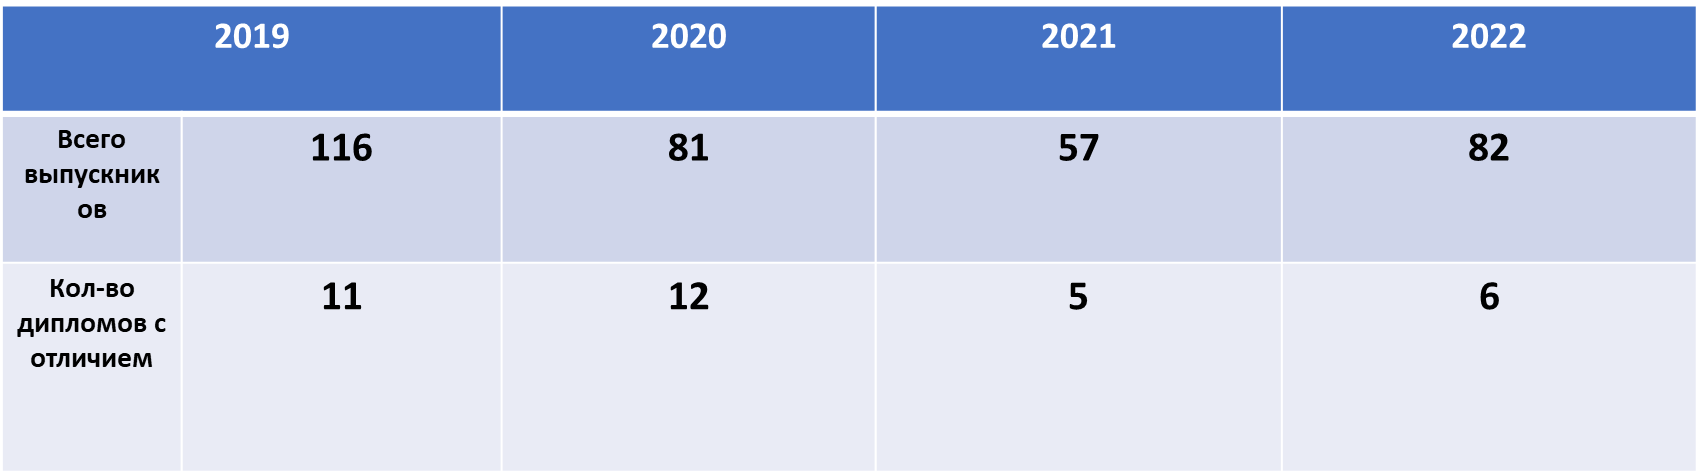 2019 2020 2021 2022
Всего 116 81 57 82
выпускник
ов
Кол-во 11 12 5 6
дипломов с
отличием